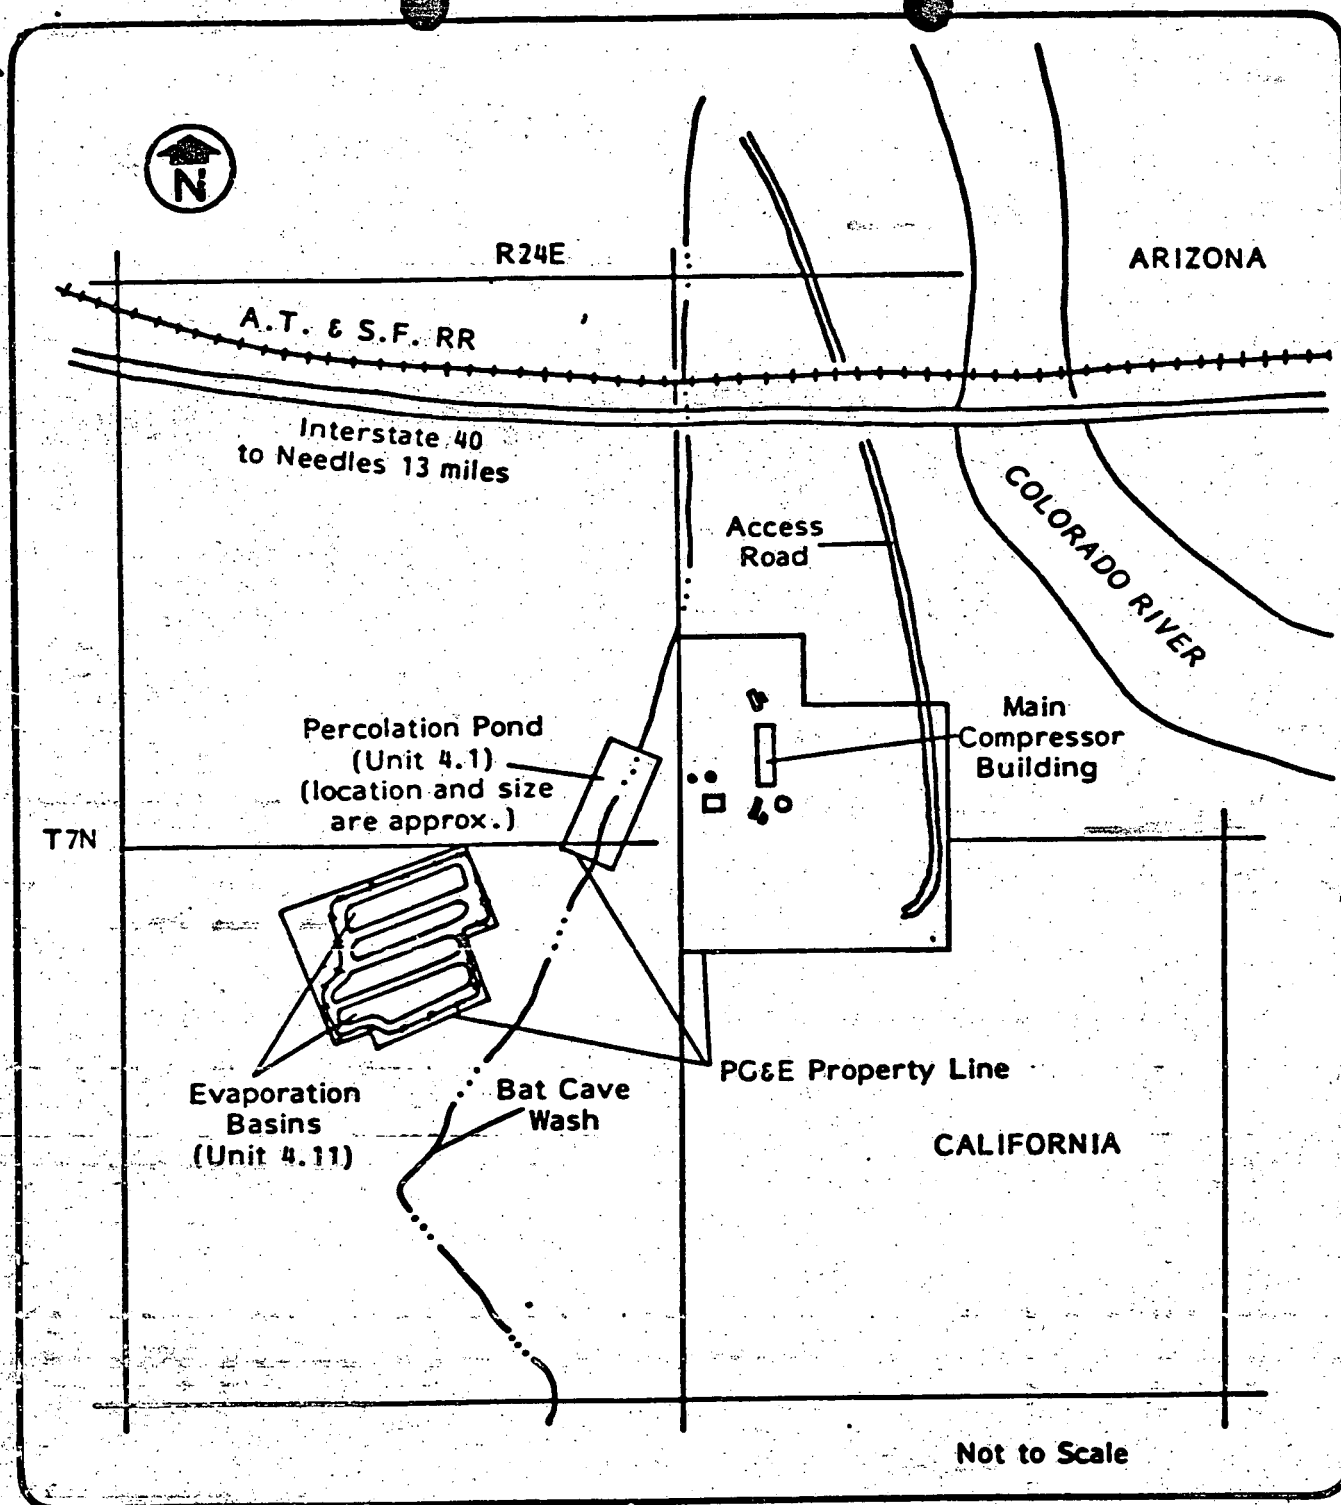 N
R24E
ARIZONA
A.T. & S.F. RR
Interstate 40
to Needles 13 miles
COLORADO RIVER
Access
Road
Percolation Pond
(Unit 4.1)
(location and size
are approx.)
Main
Compressor
Building
T7N
PG&E Property Line
Evaporation
Basins
(Unit 4.11)
Bat Cave
Wash
CALIFORNIA
Not to Scale